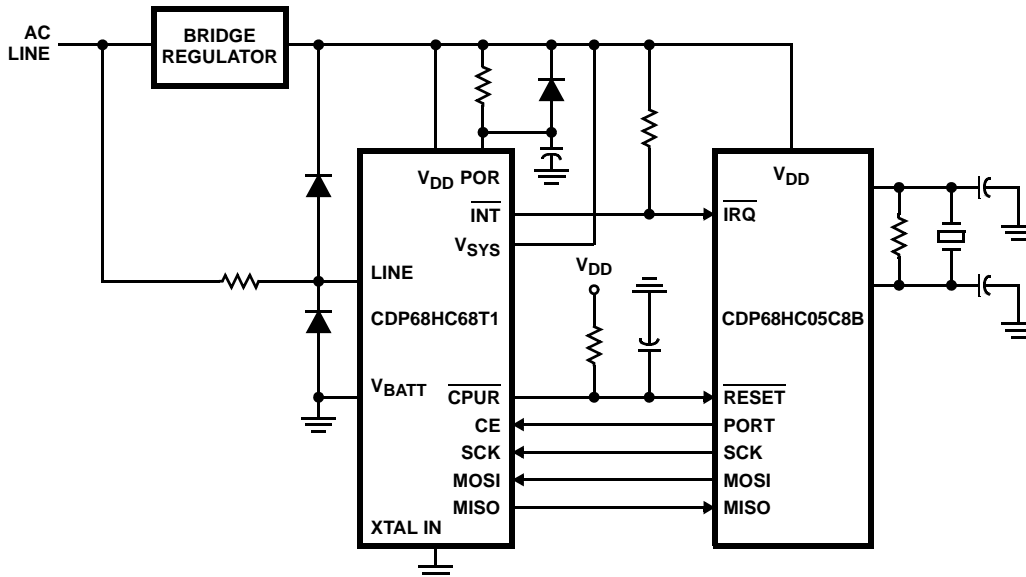 AC
LINE
BRIDGE
REGULATOR
VDD POR
INT
VSYS
LINE
CDP68HC68T1
VBATT
CPUR
CE
SCK
MOSI
MISO
XTAL IN
VDD
VDD
IRQ
CDP68HC05C8B
RESET
PORT
SCK
MOSI
MISO